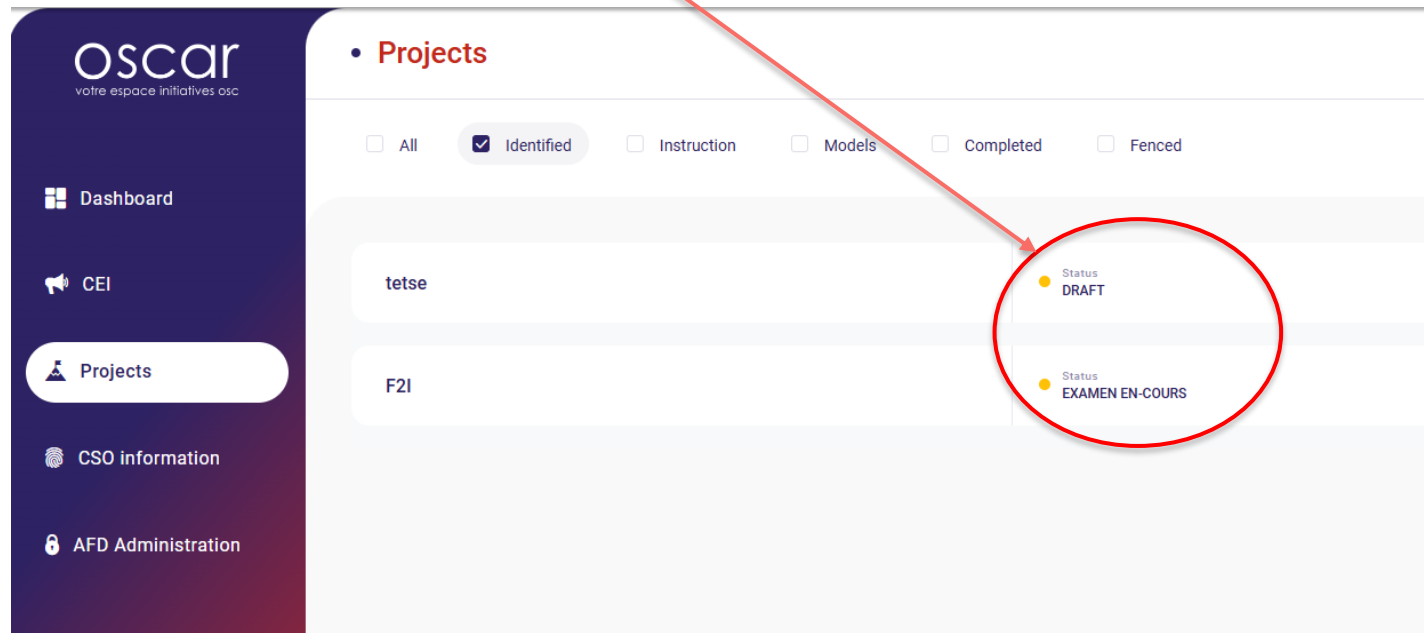 oscar
votre espace initiatives osc
Projects
All Identified Instruction Models Completed Fenced
Dashboard
CEI
Projects
CSO information
AFD Administration
tetse
Status
DRAFT
F2I
Status
EXAMEN EN-COURS